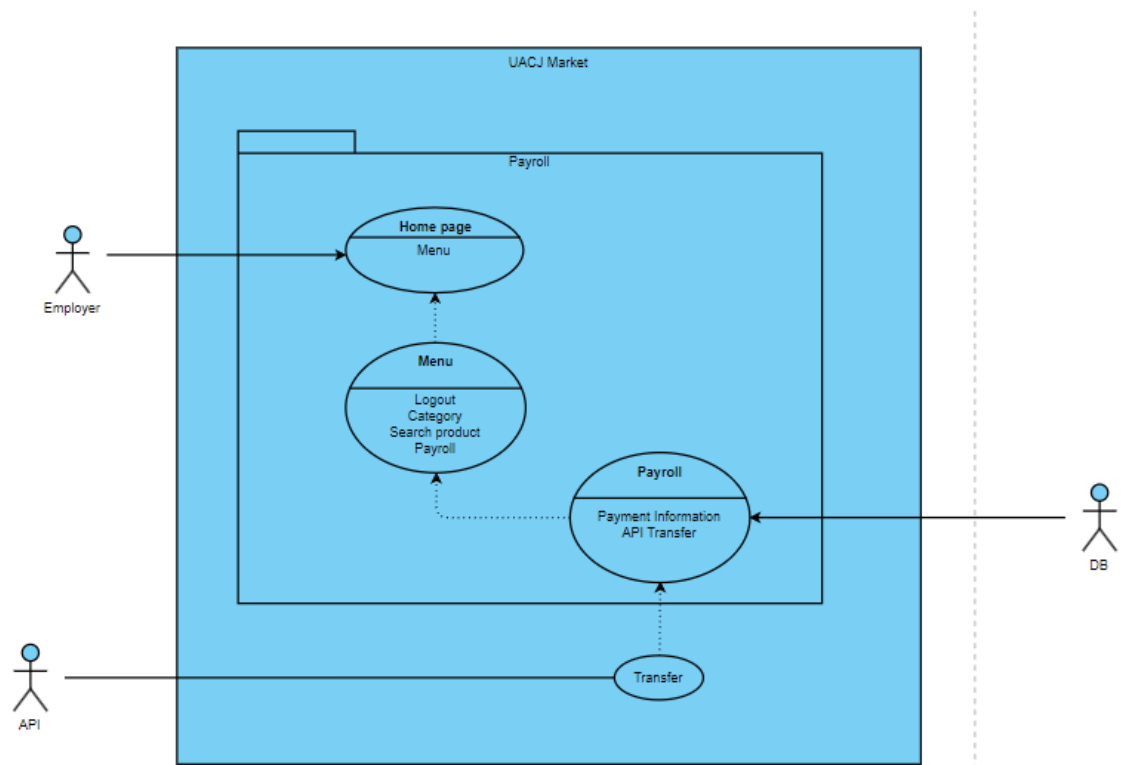 UACJ Market
Payroll
Home page
Menu
Employer
Menu
Logout
Category
Search product
Payroll
Payroll
Payment Information
API Transfer
DB
Transfer
API